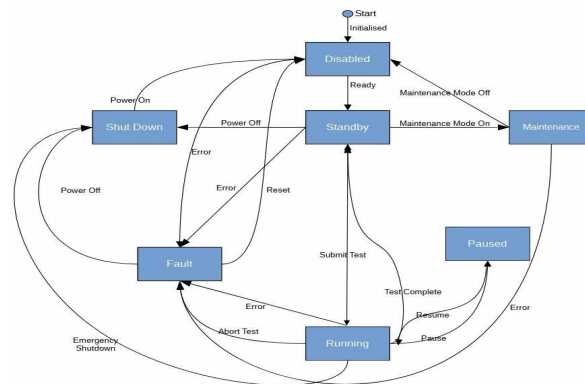 Start
Initialised
Disabled
Ready
Maintenance Mode Off
Power On
Shut Down
Power Off
Standby
Maintenance Mode On
Maintenance
Error
Error
Power Off
Reset
Submit Test
Paused
Fault
Test Complete
Error
Resume
Error
Abort Test
Pause
Emergency
Shutdown
Running